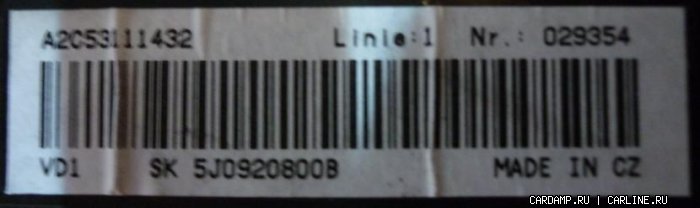 A2C53111432 Linie:1 Nr.: 029354
VD1 SK 5J0920800B MADE IN CZ
CARDAMP.RU | CARLINE.RU